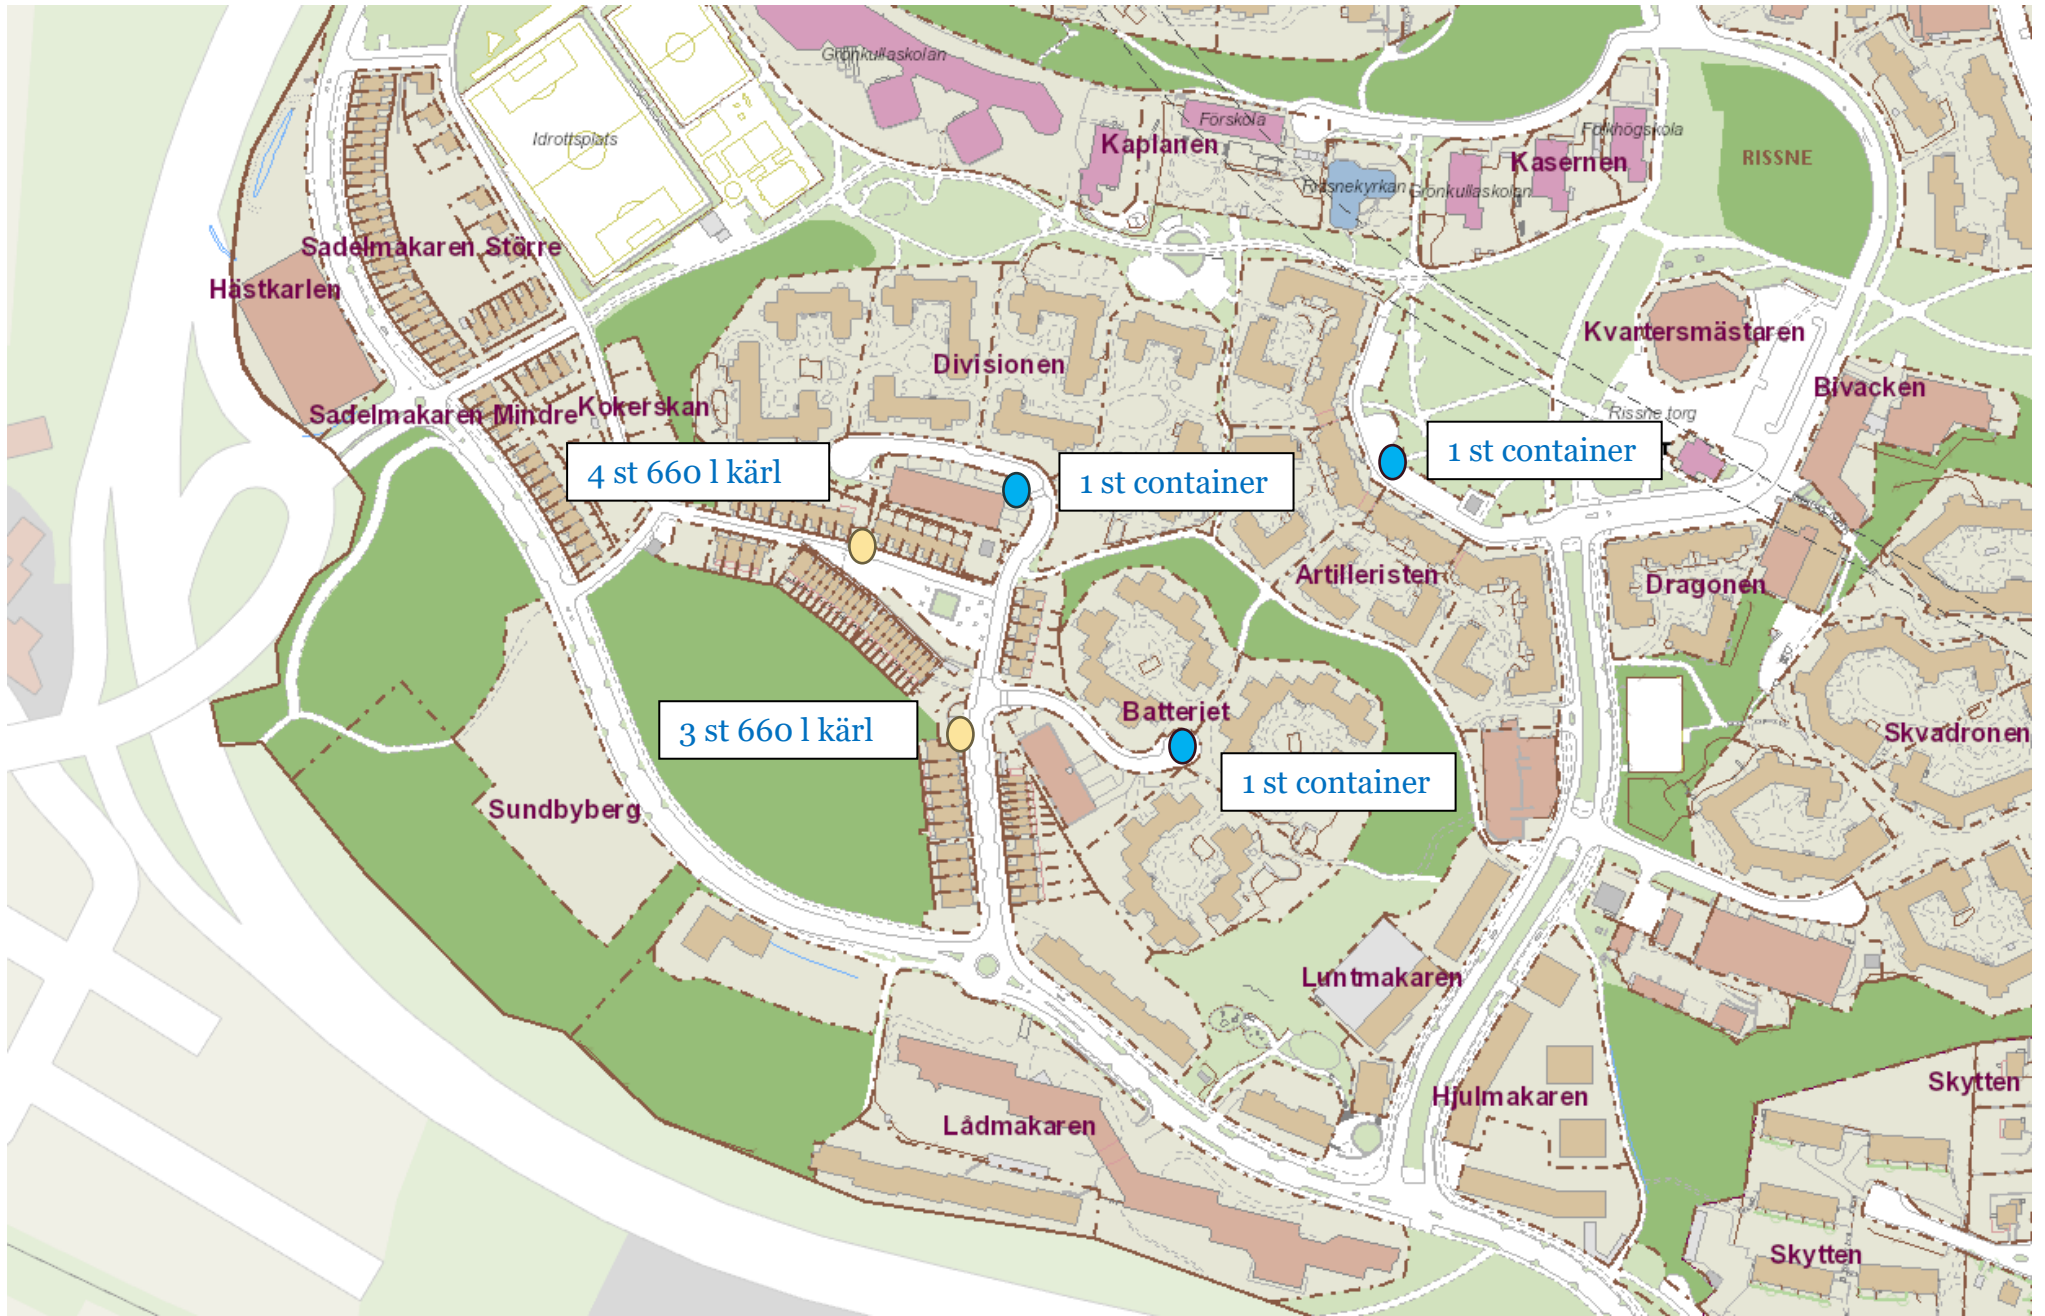 Grönkullaskolan
Idrottsplats
Förskola
Kaplanen
Folkhögskola
Kasernen
RISSNE
Rissnekyrkan
Grönkullaskolan
Sadelmakaren Större
Hästkarlen
Kvartersmästaren
Divisionen
Bivacken
Sadelmakaren Mindre
Kokerskan
Rissne torg
4 st 660 l kärl
1 st container
1 st container
Artilleristen
Dragonen
Batteriet
3 st 660 l kärl
1 st container
Skvadronen
Sundbyberg
Luntmakaren
Hjulmakaren
Skytten
Lådmakaren
Skytten